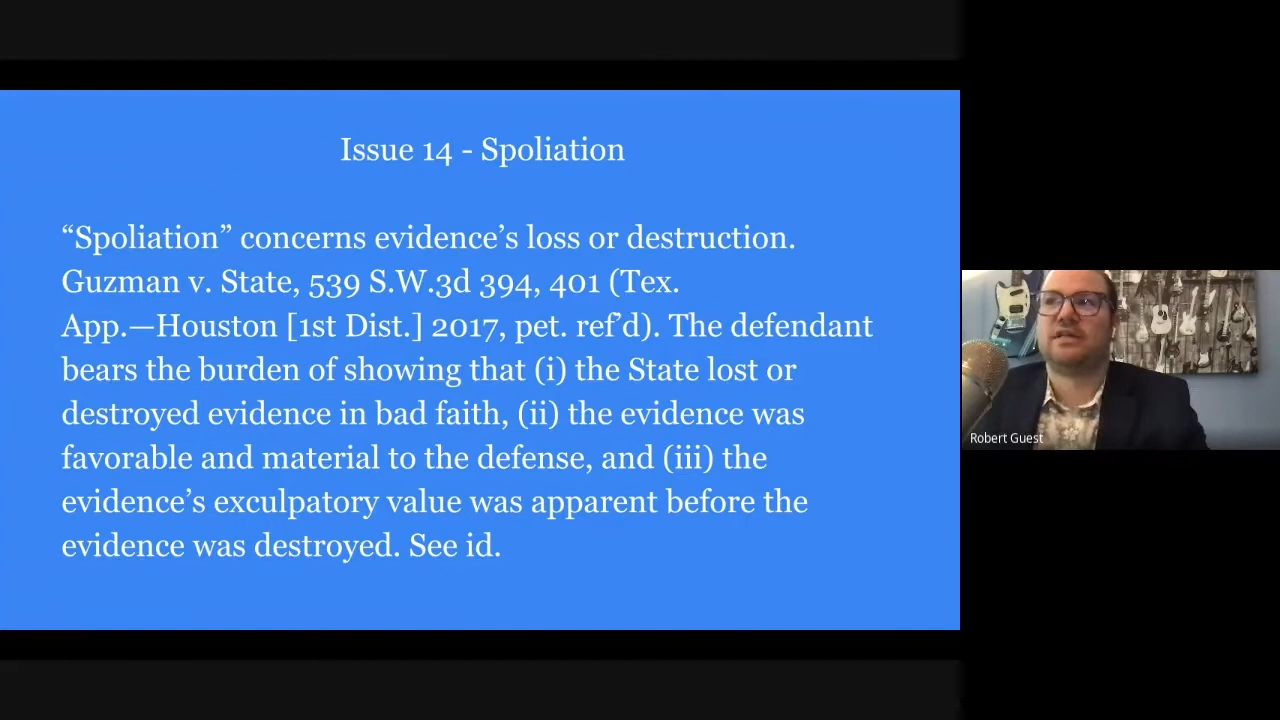 Issue 14 - Spoliation
“Spoliation” concerns evidence’s loss or destruction.
Guzman v. State, 539 S.W.3d 394, 401 (Tex.
App.—Houston [1st Dist.] 2017, pet. ref’d). The defendant
bears the burden of showing that (i) the State lost or
destroyed evidence in bad faith, (ii) the evidence was
favorable and material to the defense, and (iii) the
evidence’s exculpatory value was apparent before the
evidence was destroyed. See id.
Robert Guest